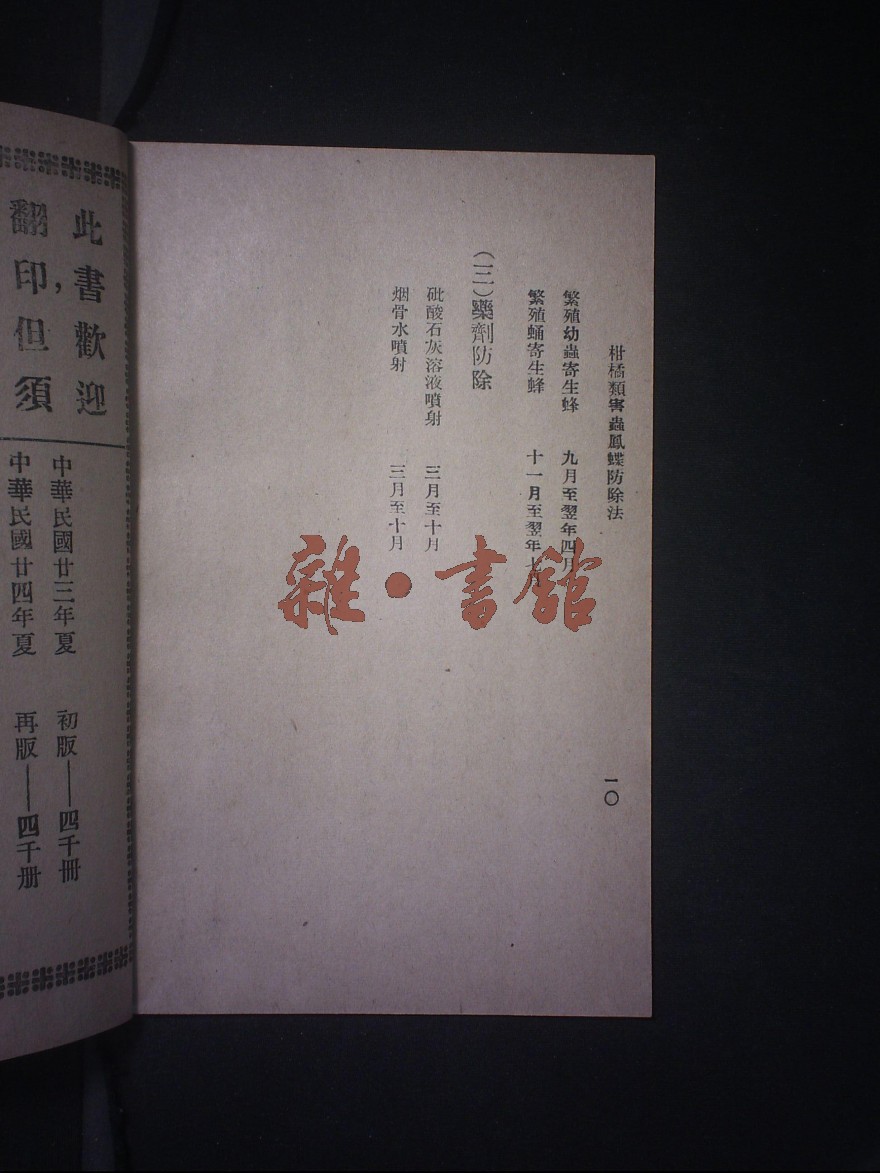 柑橘類害蟲鳳蝶防除法
一〇
繁殖幼蟲寄生蜂　九月至翌年四月
繁殖蛹寄生蜂　十一月至翌年七月
(三)藥劑防除
砒酸石灰溶液噴射　三月至十月
烟骨水噴射　三月至十月
此書歡迎
翻印，但須
中華民國廿三年夏　初版——四千冊
中華民國廿四年夏　再版——四千册
雜·書館